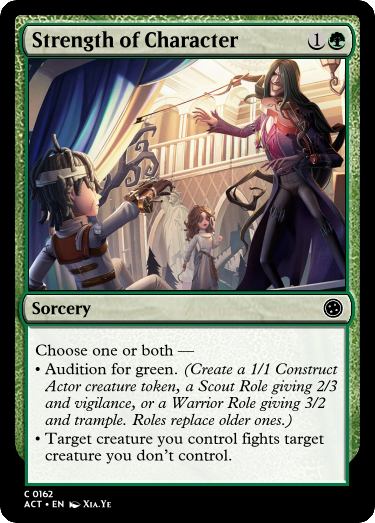 Strength of Character 1
Sorcery
Choose one or both —
• Audition for green. (Create a 1/1 Construct
Actor creature token, a Scout Role giving 2/3
and vigilance, or a Warrior Role giving 3/2
and trample. Roles replace older ones.)
• Target creature you control fights target
creature you don't control.
C 0162
ACT • EN Xia.Ye